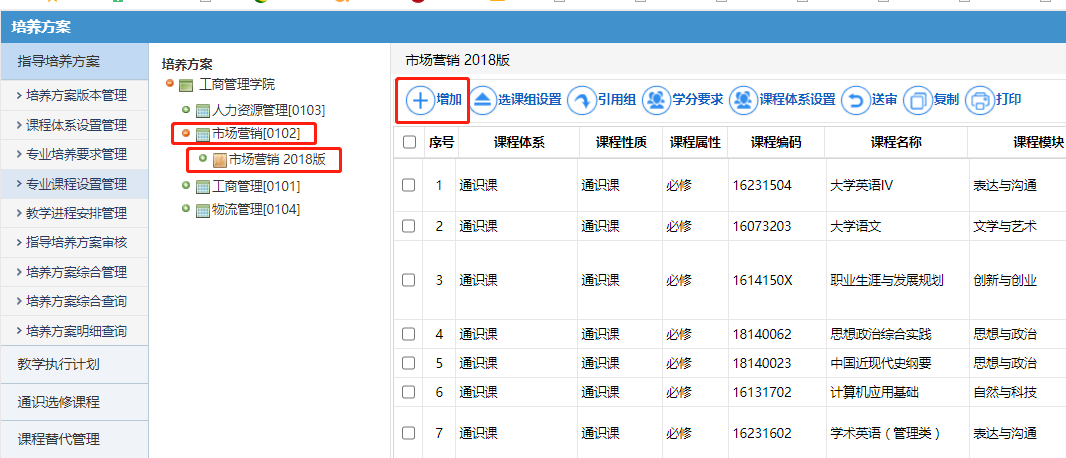 培养方案
指导培养方案
培养方案版本管理
课程体系设置管理
专业培养要求管理
专业课程设置管理
教学进程安排管理
指导培养方案审核
培养方案综合管理
培养方案综合查询
培养方案明细查询
教学执行计划
通识选修课程
课程替代管理
培养方案
工商管理学院
人力资源管理[0103]
市场营销[0102]
市场营销 2018版
工商管理[0101]
物流管理[0104]
市场营销 2018版
增加 选课组设置 引用组 学分要求 课程体系设置 送审 复制 打印
序号 课程体系 课程性质 课程属性 课程编码 课程名称 课程模块
1 通识课 通识课 必修 16231504 大学英语IV 表达与沟通
2 通识课 通识课 必修 16073203 大学语文 文学与艺术
3 通识课 通识课 必修 1614150X 职业生涯与发展规划 创新与创业
4 通识课 通识课 必修 18140062 思想政治综合实践 思想与政治
5 通识课 通识课 必修 18140023 中国近现代史纲要 思想与政治
6 通识课 通识课 必修 16131702 计算机应用基础 自然与科技
7 通识课 通识课 必修 16231602 学术英语（管理类） 表达与沟通